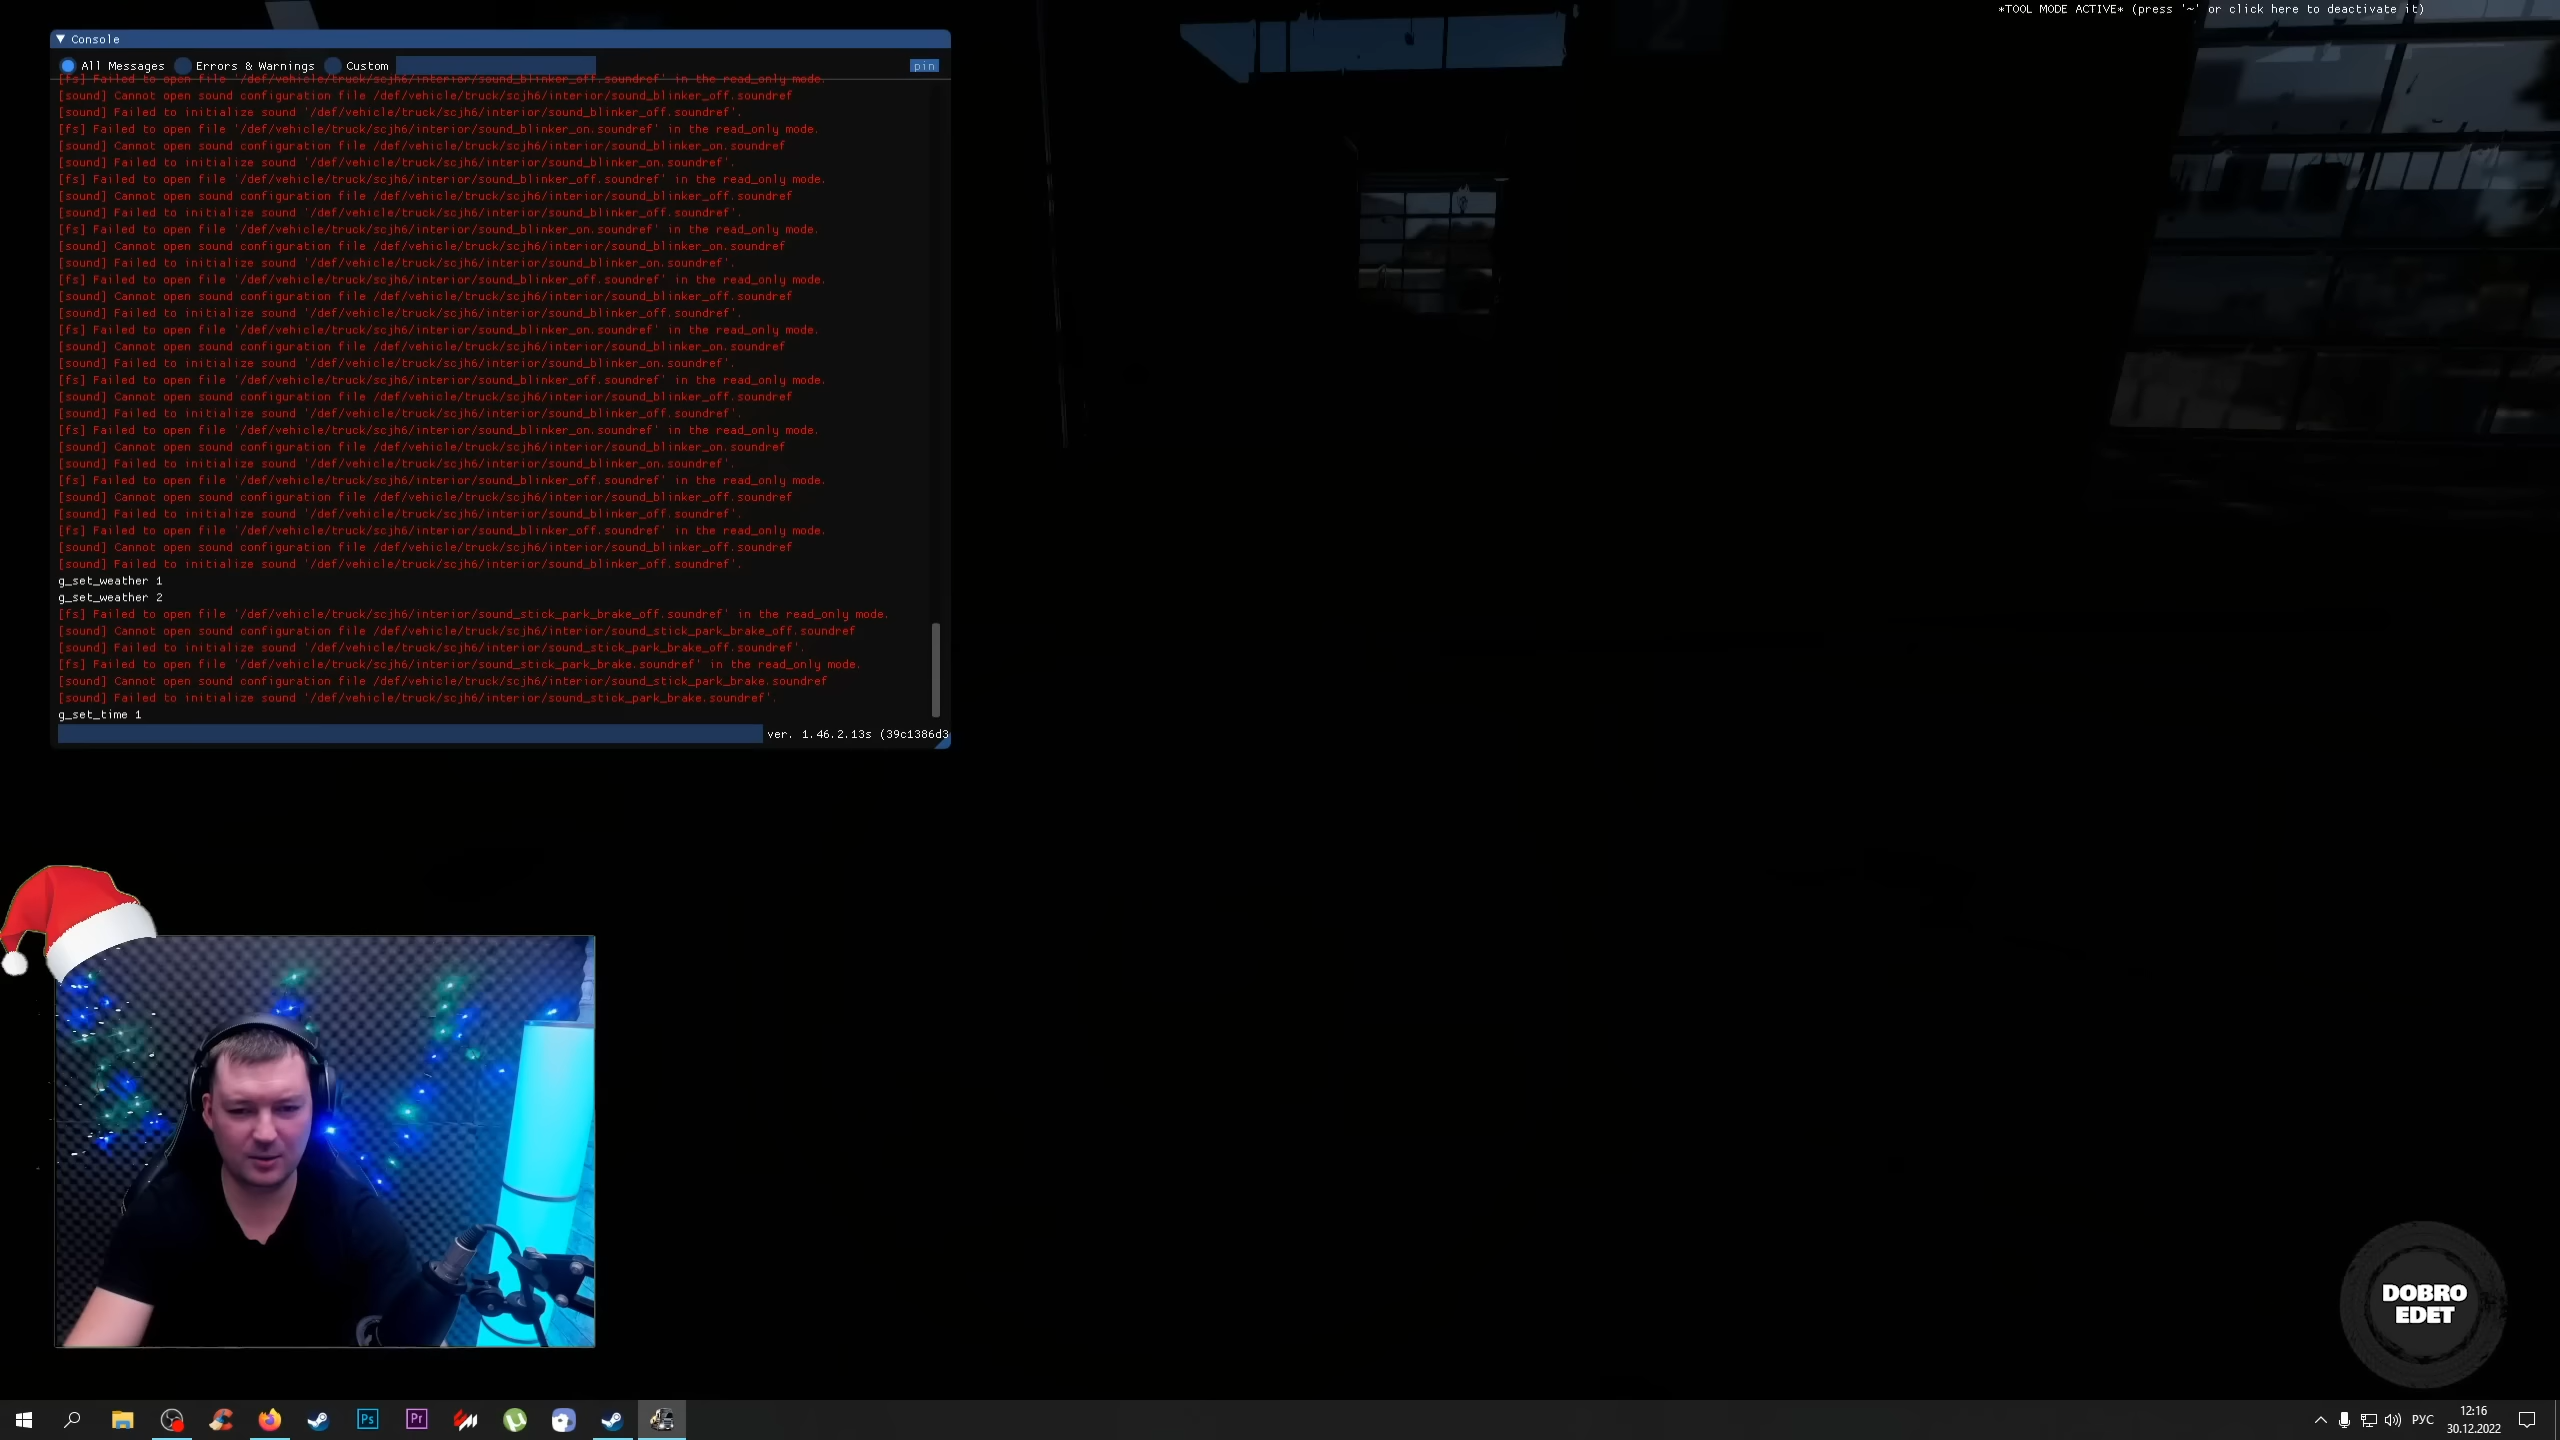 *TOOL MODE ACTIVE* (press '~' or click here to deactivate it)
Console
All Messages Errors & Warnings Custom pin
[fs] Failed to open file '/def/vehicle/truck/scjh6/interior/sound_blinker_off.soundref' in the read_only mode.
[sound] Cannot open sound configuration file /def/vehicle/truck/scjh6/interior/sound_blinker_off.soundref
[sound] Failed to initialize sound '/def/vehicle/truck/scjh6/interior/sound_blinker_off.soundref'.
[fs] Failed to open file '/def/vehicle/truck/scjh6/interior/sound_blinker_on.soundref' in the read_only mode.
[sound] Cannot open sound configuration file /def/vehicle/truck/scjh6/interior/sound_blinker_on.soundref
[sound] Failed to initialize sound '/def/vehicle/truck/scjh6/interior/sound_blinker_on.soundref'.
[fs] Failed to open file '/def/vehicle/truck/scjh6/interior/sound_blinker_off.soundref' in the read_only mode.
[sound] Cannot open sound configuration file /def/vehicle/truck/scjh6/interior/sound_blinker_off.soundref
[sound] Failed to initialize sound '/def/vehicle/truck/scjh6/interior/sound_blinker_off.soundref'.
[fs] Failed to open file '/def/vehicle/truck/scjh6/interior/sound_blinker_on.soundref' in the read_only mode.
[sound] Cannot open sound configuration file /def/vehicle/truck/scjh6/interior/sound_blinker_on.soundref
[sound] Failed to initialize sound '/def/vehicle/truck/scjh6/interior/sound_blinker_on.soundref'.
[fs] Failed to open file '/def/vehicle/truck/scjh6/interior/sound_blinker_off.soundref' in the read_only mode.
[sound] Cannot open sound configuration file /def/vehicle/truck/scjh6/interior/sound_blinker_off.soundref
[sound] Failed to initialize sound '/def/vehicle/truck/scjh6/interior/sound_blinker_off.soundref'.
[fs] Failed to open file '/def/vehicle/truck/scjh6/interior/sound_blinker_on.soundref' in the read_only mode.
[sound] Cannot open sound configuration file /def/vehicle/truck/scjh6/interior/sound_blinker_on.soundref
[sound] Failed to initialize sound '/def/vehicle/truck/scjh6/interior/sound_blinker_on.soundref'.
[fs] Failed to open file '/def/vehicle/truck/scjh6/interior/sound_blinker_off.soundref' in the read_only mode.
[sound] Cannot open sound configuration file /def/vehicle/truck/scjh6/interior/sound_blinker_off.soundref
[sound] Failed to initialize sound '/def/vehicle/truck/scjh6/interior/sound_blinker_off.soundref'.
[fs] Failed to open file '/def/vehicle/truck/scjh6/interior/sound_blinker_on.soundref' in the read_only mode.
[sound] Cannot open sound configuration file /def/vehicle/truck/scjh6/interior/sound_blinker_on.soundref
[sound] Failed to initialize sound '/def/vehicle/truck/scjh6/interior/sound_blinker_on.soundref'.
[fs] Failed to open file '/def/vehicle/truck/scjh6/interior/sound_blinker_off.soundref' in the read_only mode.
[sound] Cannot open sound configuration file /def/vehicle/truck/scjh6/interior/sound_blinker_off.soundref
[sound] Failed to initialize sound '/def/vehicle/truck/scjh6/interior/sound_blinker_off.soundref'.
[fs] Failed to open file '/def/vehicle/truck/scjh6/interior/sound_blinker_off.soundref' in the read_only mode.
[sound] Cannot open sound configuration file /def/vehicle/truck/scjh6/interior/sound_blinker_off.soundref
[sound] Failed to initialize sound '/def/vehicle/truck/scjh6/interior/sound_blinker_off.soundref'.
g_set_weather 1
g_set_weather 2
[fs] Failed to open file '/def/vehicle/truck/scjh6/interior/sound_stick_park_brake_off.soundref' in the read_only mode.
[sound] Cannot open sound configuration file /def/vehicle/truck/scjh6/interior/sound_stick_park_brake_off.soundref
[sound] Failed to initialize sound '/def/vehicle/truck/scjh6/interior/sound_stick_park_brake_off.soundref'.
[fs] Failed to open file '/def/vehicle/truck/scjh6/interior/sound_stick_park_brake.soundref' in the read_only mode.
[sound] Cannot open sound configuration file /def/vehicle/truck/scjh6/interior/sound_stick_park_brake.soundref
[sound] Failed to initialize sound '/def/vehicle/truck/scjh6/interior/sound_stick_park_brake.soundref'.
g_set_time 1
ver. 1.46.2.13s (39c1386d3
DOBRO
EDET
Ps Pr
РУС
12:16
30.12.2022